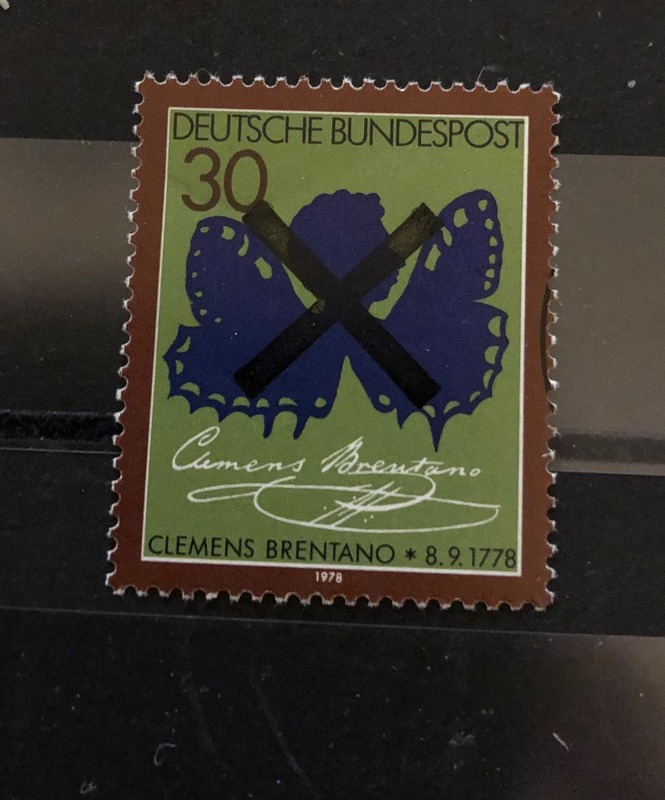 DEUTSCHE BUNDESPOST
30
Clemens Brentano
CLEMENS BRENTANO * 8.9.1778
1978